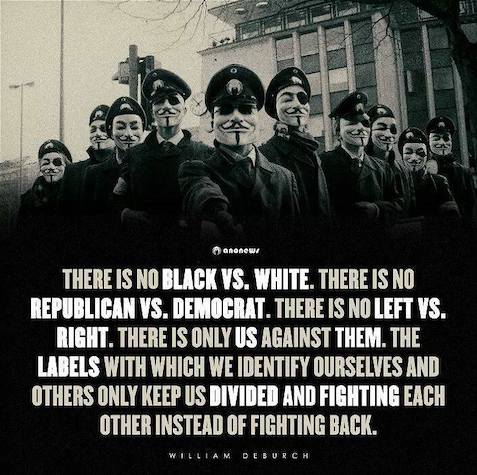 anonews
THERE IS NO BLACK VS. WHITE. THERE IS NO
REPUBLICAN VS. DEMOCRAT. THERE IS NO LEFT VS.
RIGHT. THERE IS ONLY US AGAINST THEM. THE
LABELS WITH WHICH WE IDENTIFY OURSELVES AND
OTHERS ONLY KEEP US DIVIDED AND FIGHTING EACH
OTHER INSTEAD OF FIGHTING BACK.
WILLIAM DEBURCH